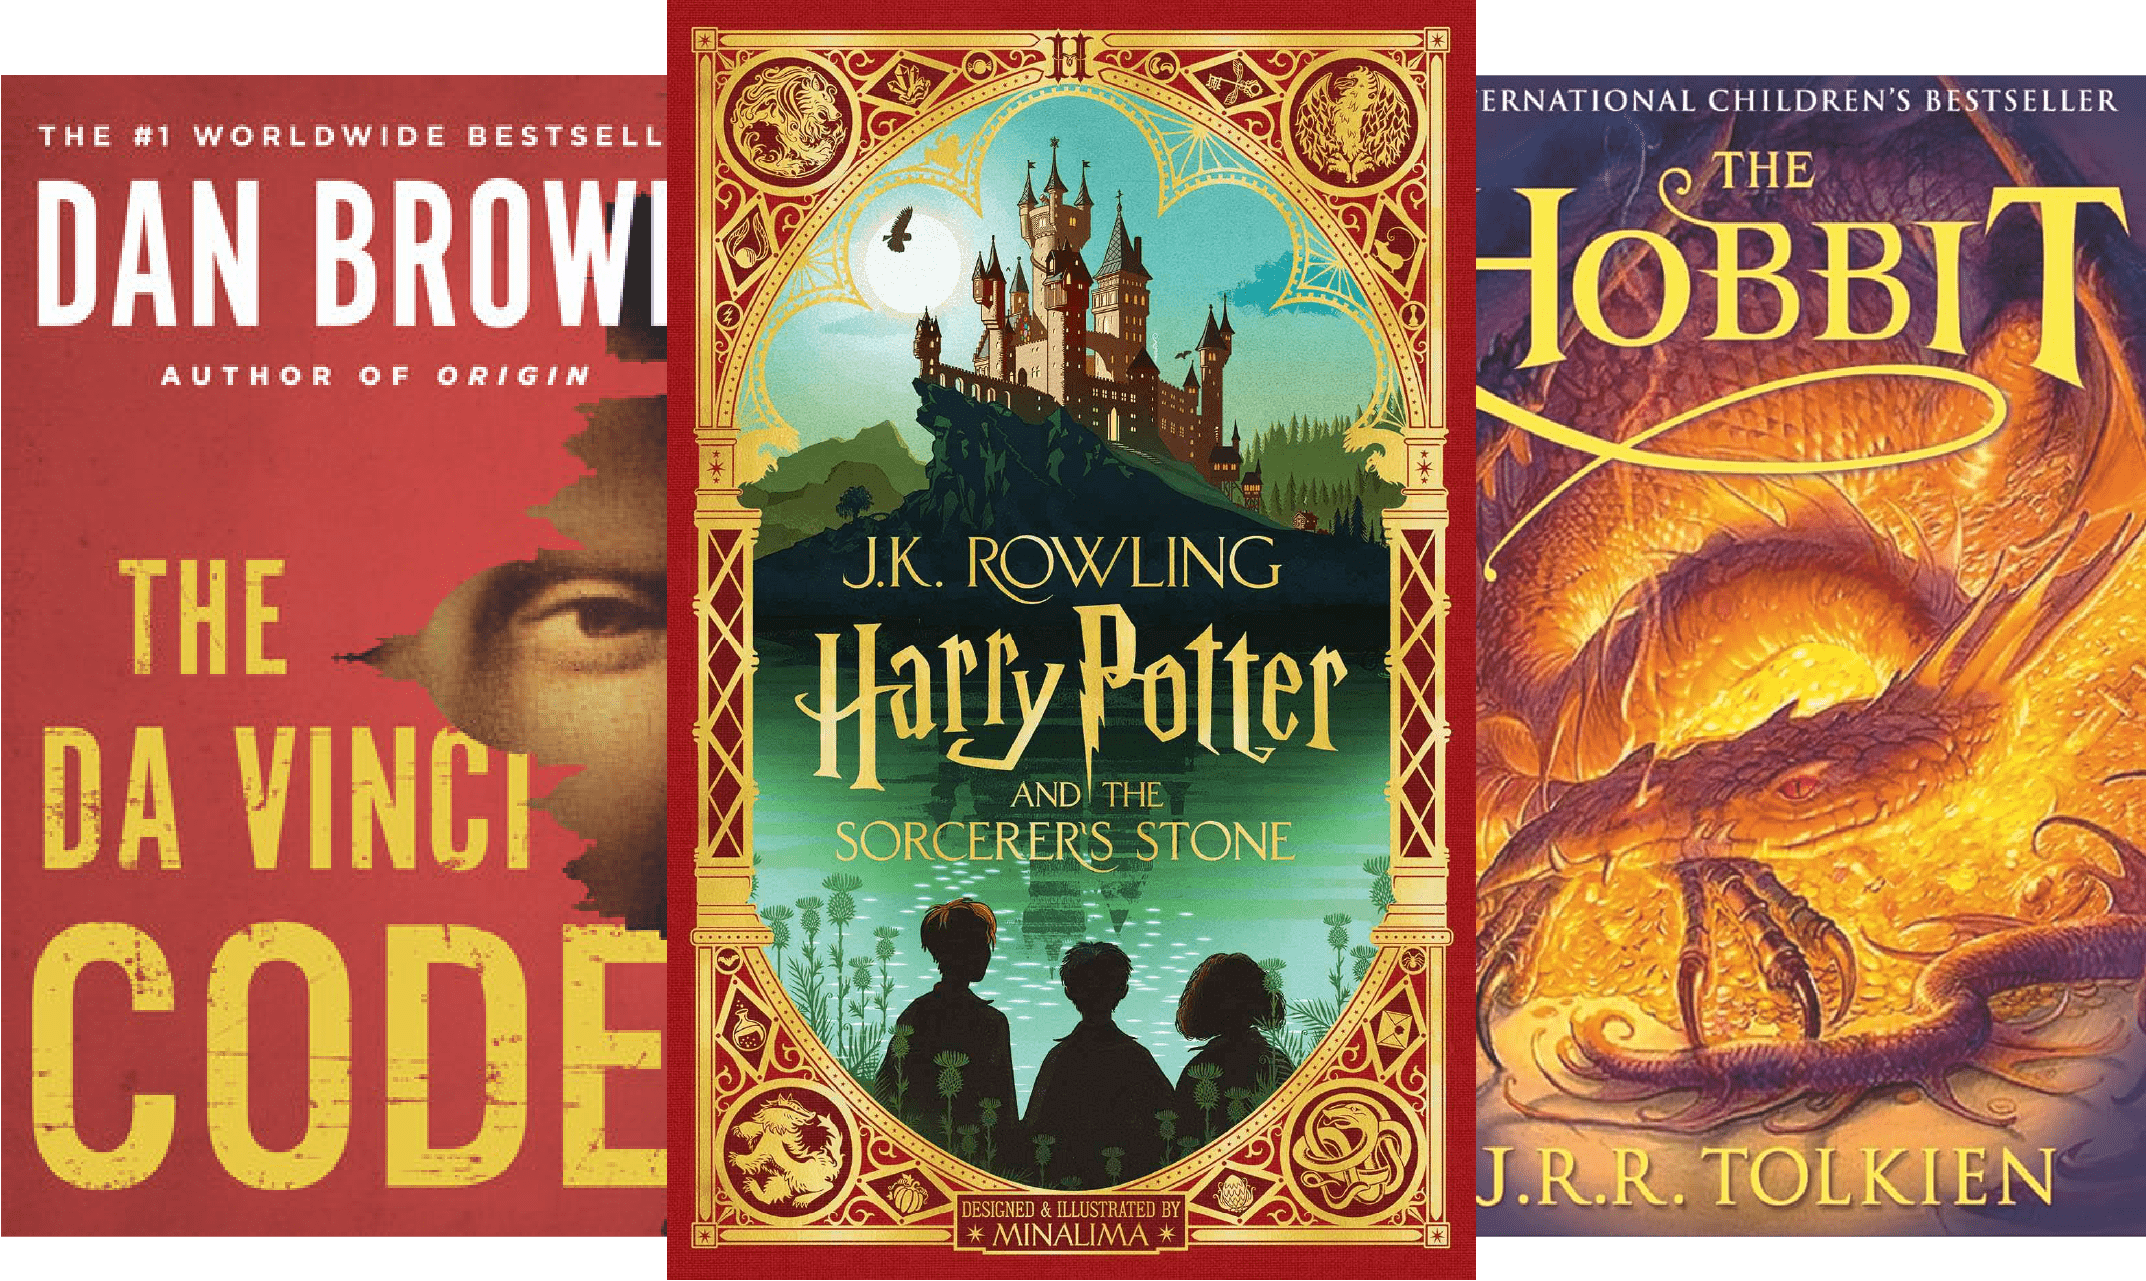 THE #1 WORLDWIDE BESTSELL
DAN BROW
AUTHOR OF ORIGIN
THE
DA VINCI
CODE
H
J.K. ROWLING
Harry Potter
AND THE
SORCERER'S STONE
DESIGNED & ILLUSTRATED BY
MINALIMA
ERNATIONAL CHILDREN'S BESTSELLER
THE
HOBBIT
J.R.R. TOLKIEN